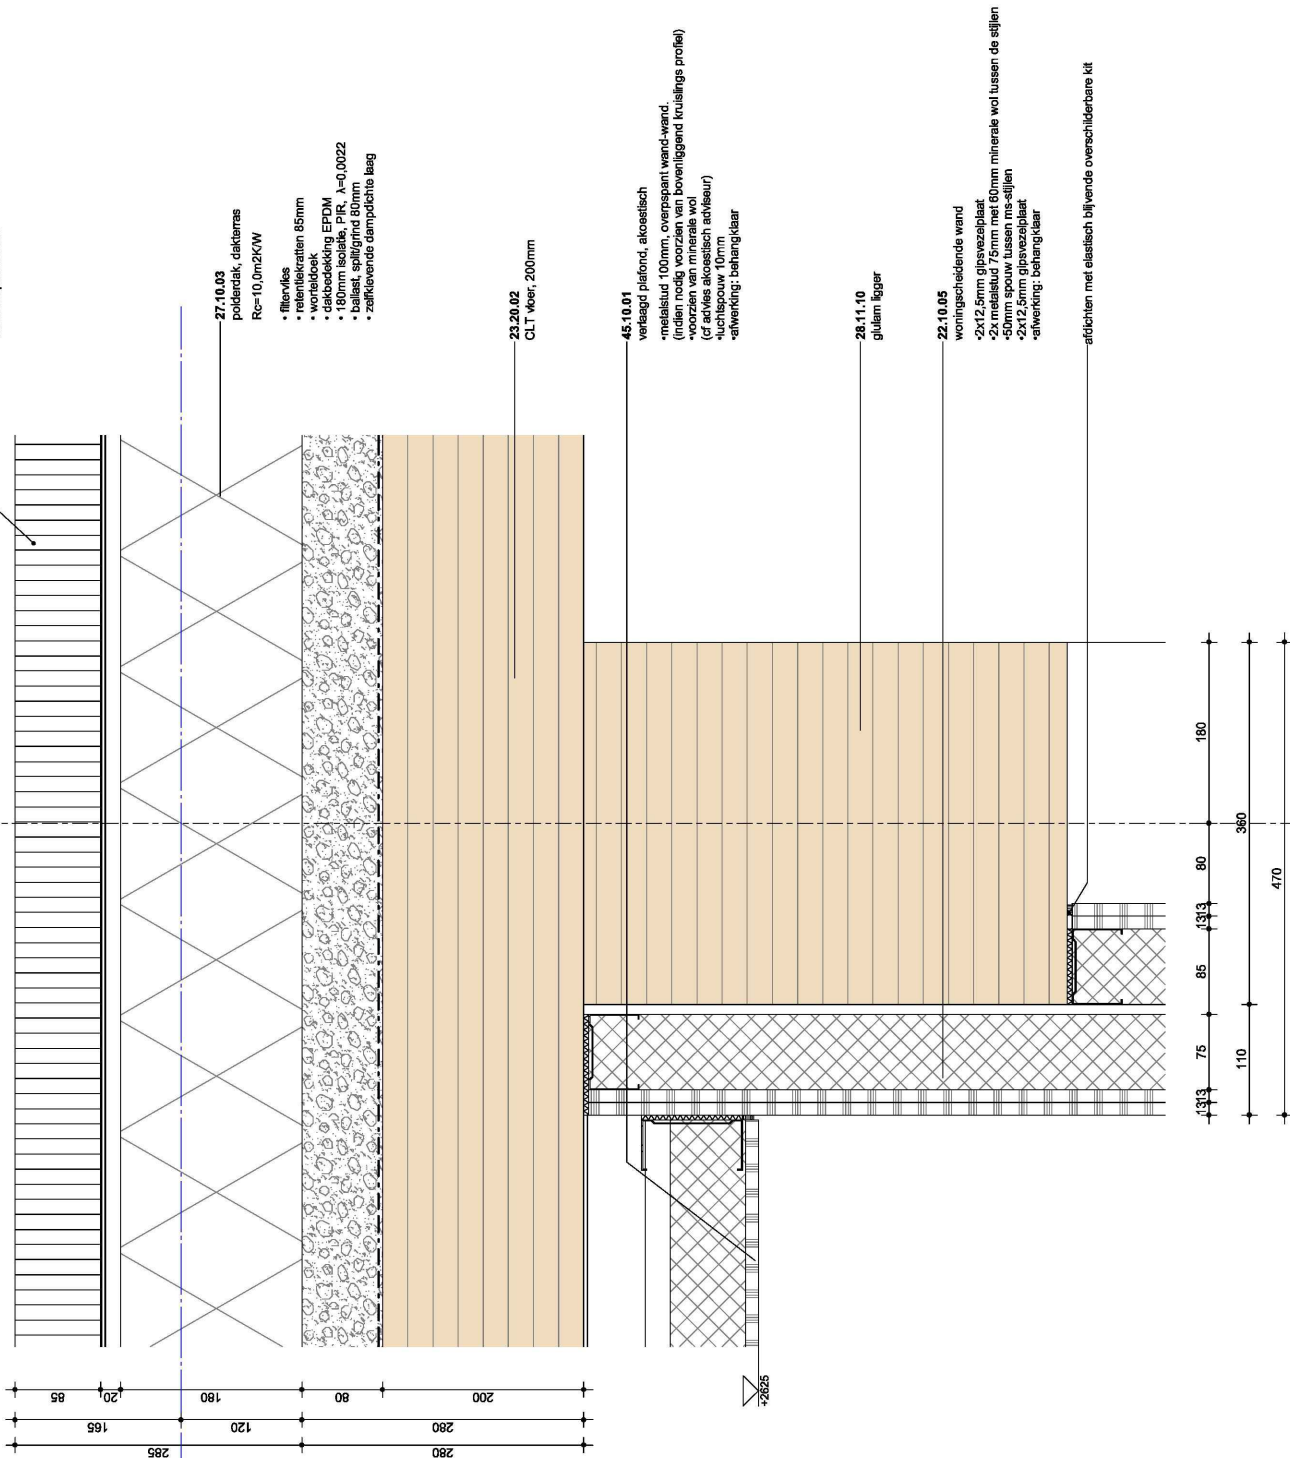 27.10.03
polderdak, dakterras
Rc=10,0m2K/W
• filtervlies
• retentiekratten 85mm
• worteldoek
• dakbedekking EPDM
• 180mm isolatie, PIR, λ=0,0022
• ballast, split/grind 80mm
• zelfklevende dampdichte laag
23.20.02
CLT vloer, 200mm
45.10.01
verlaagd plafond, akoestisch
•metalstud 100mm, overpspant wand-wand.
(indien nodig voorzien van bovenliggend kruislings profiel)
•voorzien van minerale wol
(cf advies akoestisch adviseur)
•luchtspouw 10mm
•afwerking: behangklaar
28.11.10
glulam ligger
22.10.05
woningscheidende wand
•2x12,5mm gipsvezelplaat
•2x metalstud 75mm met 60mm minerale wol tussen de stijlen
•50mm spouw tussen ms-stijlen
•2x12,5mm gipsvezelplaat
•afwerking: behangklaar
afdichten met elastisch blijvende overschilderbare kit
180
80
1313
85
75
1313
360
110
470
85
20
180
80
200
165
120
280
285
280
+2625